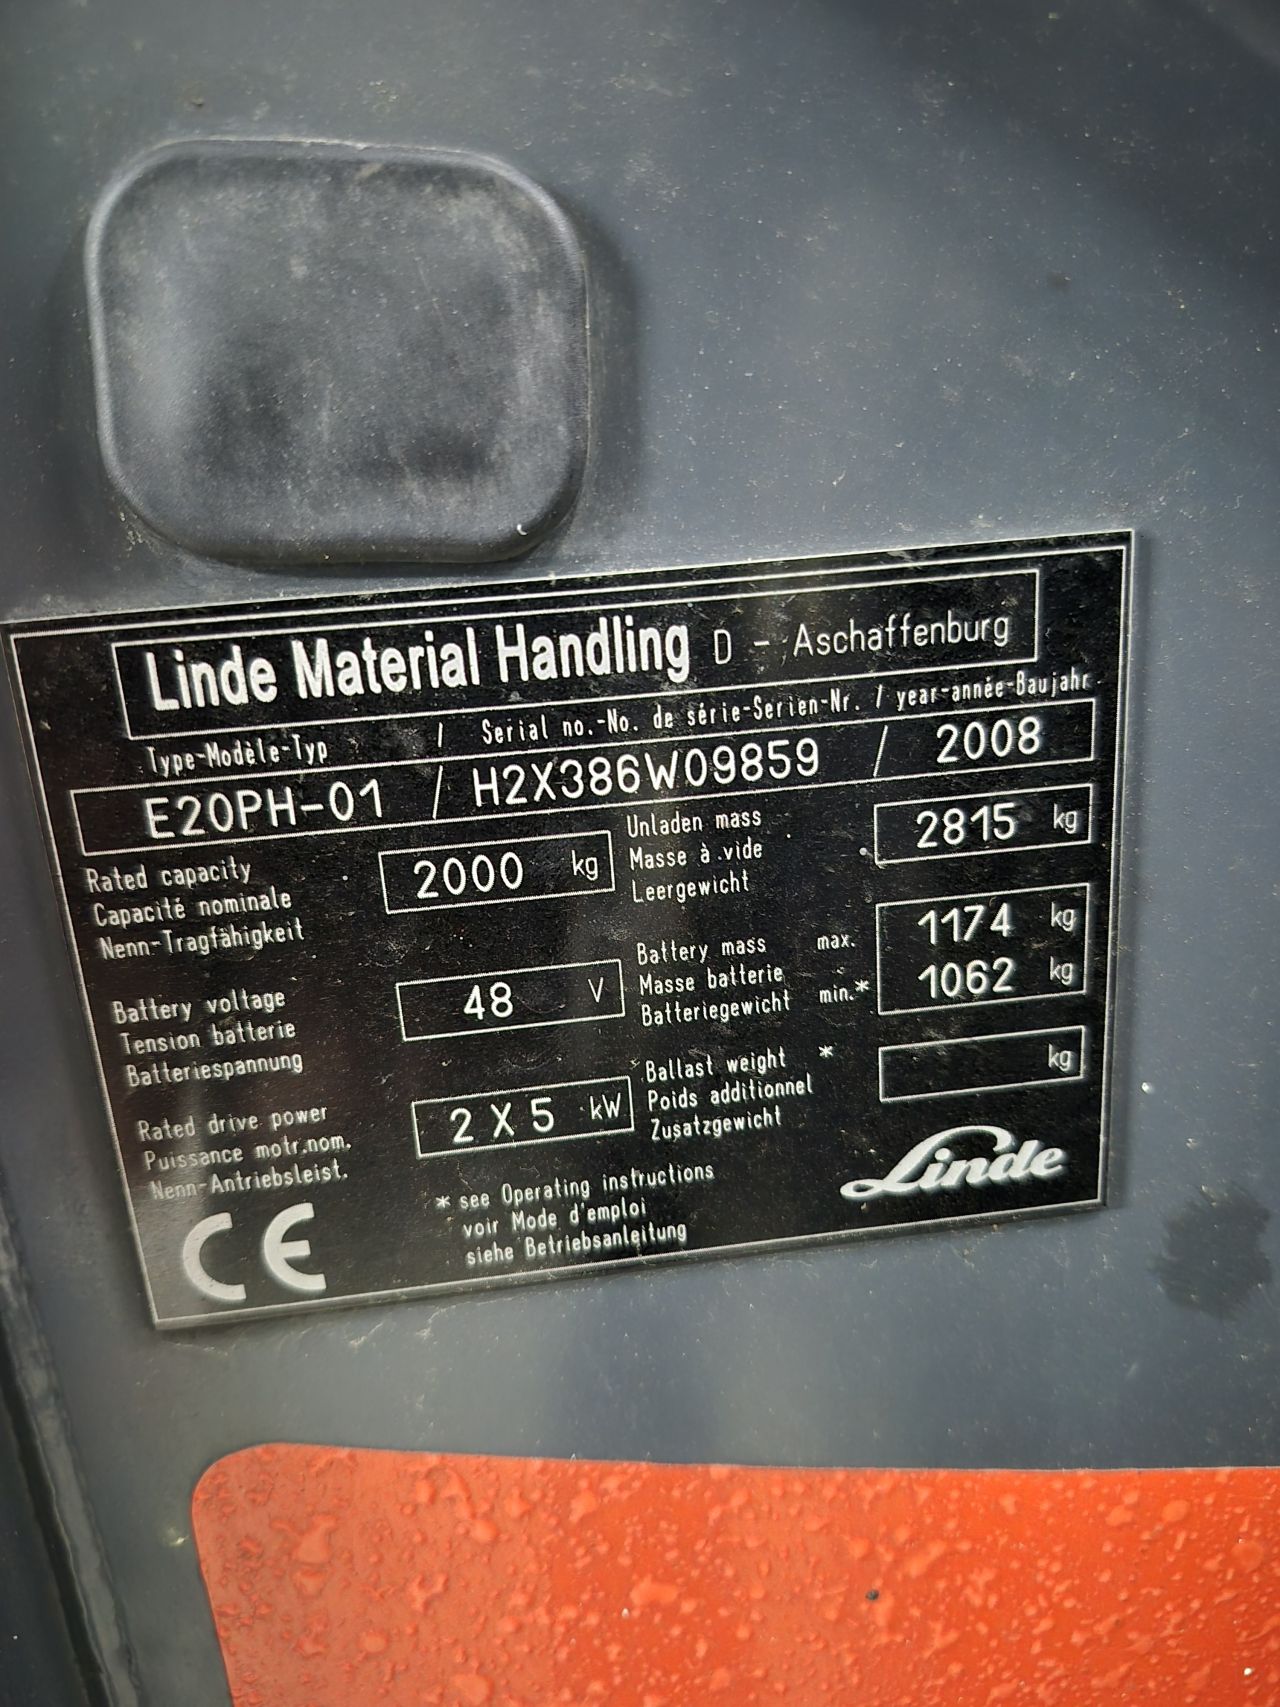 Linde Material Handling D - Aschaffenburg
Type-Modèle-Typ / Serial no.-No. de série-Serien-Nr. / year-année-Baujahr
E20PH-01 / H2X386W09859 / 2008
Rated capacity
Capacité nominale
Nenn-Tragfähigkeit
2000 kg
Unladen mass
Masse à vide
Leergewicht
2815 kg
Battery voltage
Tension batterie
Batteriespannung
48 V
Battery mass max.
Masse batterie
Batteriegewicht min.*
1174 kg
1062 kg
Rated drive power
Puissance motr.nom.
Nenn-Antriebsleist.
2 X 5 kW
Ballast weight *
Poids additionnel
Zusatzgewicht
kg
CE
* see Operating instructions
voir Mode d'emploi
siehe Betriebsanleitung
Linde